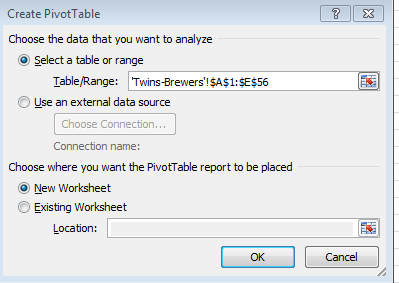 Create PivotTable
Choose the data that you want to analyze
Select a table or range
Table/Range: 'Twins-Brewers'!$A$1:$E$56
Use an external data source
Choose Connection...
Connection name:
Choose where you want the PivotTable report to be placed
New Worksheet
Existing Worksheet
Location:
OK Cancel